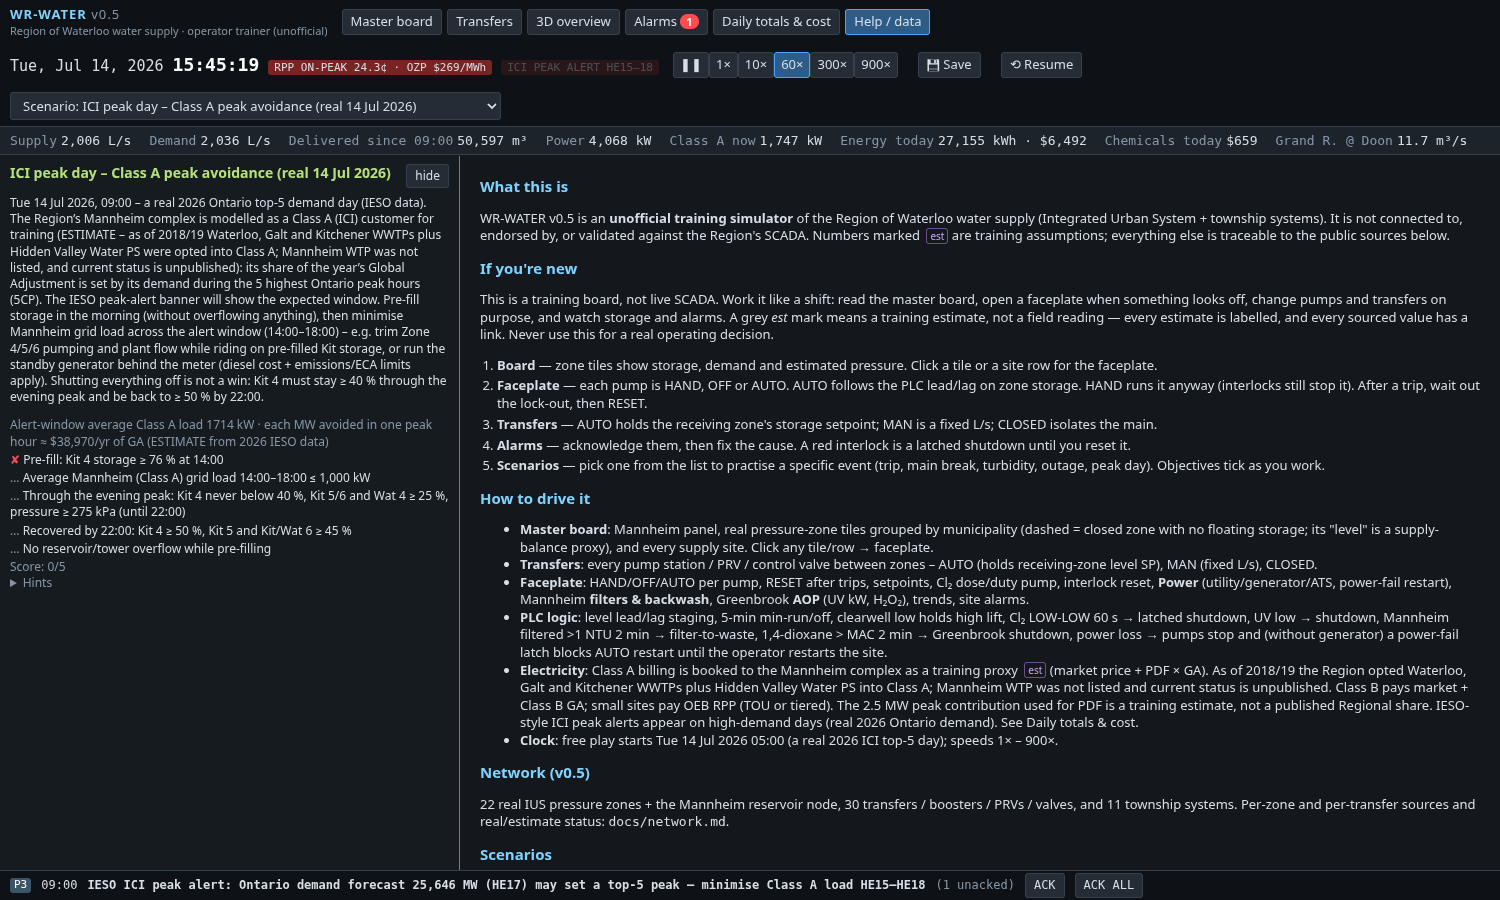 WR-WATER v0.5
Region of Waterloo water supply · operator trainer (unofficial)
Master board
Transfers
3D overview
Alarms 1
Daily totals & cost
Help / data
Tue, Jul 14, 2026 15:45:19
RPP ON-PEAK 24.3¢ · OZP $269/MWh
ICI PEAK ALERT HE15–18
❚❚ 1× 10× 60× 300× 900×
💾 Save
⟲ Resume
Scenario: ICI peak day – Class A peak avoidance (real 14 Jul 2026)
Supply 2,006 L/s Demand 2,036 L/s Delivered since 09:00 50,597 m³ Power 4,068 kW Class A now 1,747 kW Energy today 27,155 kWh · $6,492 Chemicals today $659 Grand R. @ Doon 11.7 m³/s
ICI peak day – Class A peak avoidance (real 14 Jul 2026)
hide
Tue 14 Jul 2026, 09:00 – a real 2026 Ontario top-5 demand day (IESO data).
The Region's Mannheim complex is modelled as a Class A (ICI) customer for
training (ESTIMATE – as of 2018/19 Waterloo, Galt and Kitchener WWTPs plus
Hidden Valley Water PS were opted into Class A; Mannheim WTP was not
listed, and current status is unpublished): its share of the year's Global
Adjustment is set by its demand during the 5 highest Ontario peak hours
(5CP). The IESO peak-alert banner will show the expected window. Pre-fill
storage in the morning (without overflowing anything), then minimise
Mannheim grid load across the alert window (14:00–18:00) – e.g. trim Zone
4/5/6 pumping and plant flow while riding on pre-filled Kit storage, or run the
standby generator behind the meter (diesel cost + emissions/ECA limits
apply). Shutting everything off is not a win: Kit 4 must stay ≥ 40 % through the
evening peak and be back to ≥ 50 % by 22:00.
Alert-window average Class A load 1714 kW · each MW avoided in one peak
hour ≈ $38,970/yr of GA (ESTIMATE from 2026 IESO data)
✘ Pre-fill: Kit 4 storage ≥ 76 % at 14:00
… Average Mannheim (Class A) grid load 14:00–18:00 ≤ 1,000 kW
… Through the evening peak: Kit 4 never below 40 %, Kit 5/6 and Wat 4 ≥ 25 %,
pressure ≥ 275 kPa (until 22:00)
… Recovered by 22:00: Kit 4 ≥ 50 %, Kit 5 and Kit/Wat 6 ≥ 45 %
… No reservoir/tower overflow while pre-filling
Score: 0/5
▶ Hints
What this is
WR-WATER v0.5 is an unofficial training simulator of the Region of Waterloo water supply (Integrated Urban System + township systems). It is not connected to,
endorsed by, or validated against the Region's SCADA. Numbers marked est are training assumptions; everything else is traceable to the public sources below.
If you're new
This is a training board, not live SCADA. Work it like a shift: read the master board, open a faceplate when something looks off, change pumps and transfers on
purpose, and watch storage and alarms. A grey est mark means a training estimate, not a field reading — every estimate is labelled, and every sourced value has a
link. Never use this for a real operating decision.
1. Board — zone tiles show storage, demand and estimated pressure. Click a tile or a site row for the faceplate.
2. Faceplate — each pump is HAND, OFF or AUTO. AUTO follows the PLC lead/lag on zone storage. HAND runs it anyway (interlocks still stop it). After a trip, wait out
the lock-out, then RESET.
3. Transfers — AUTO holds the receiving zone's storage setpoint; MAN is a fixed L/s; CLOSED isolates the main.
4. Alarms — acknowledge them, then fix the cause. A red interlock is a latched shutdown until you reset it.
5. Scenarios — pick one from the list to practise a specific event (trip, main break, turbidity, outage, peak day). Objectives tick as you work.
How to drive it
• Master board: Mannheim panel, real pressure-zone tiles grouped by municipality (dashed = closed zone with no floating storage; its "level" is a supply-
balance proxy), and every supply site. Click any tile/row → faceplate.
• Transfers: every pump station / PRV / control valve between zones – AUTO (holds receiving-zone level SP), MAN (fixed L/s), CLOSED.
• Faceplate: HAND/OFF/AUTO per pump, RESET after trips, setpoints, Cl₂ dose/duty pump, interlock reset, Power (utility/generator/ATS, power-fail restart),
Mannheim filters & backwash, Greenbrook AOP (UV kW, H₂O₂), trends, site alarms.
• PLC logic: level lead/lag staging, 5-min min-run/off, clearwell low holds high lift, Cl₂ LOW-LOW 60 s → latched shutdown, UV low → shutdown, Mannheim
filtered >1 NTU 2 min → filter-to-waste, 1,4-dioxane > MAC 2 min → Greenbrook shutdown, power loss → pumps stop and (without generator) a power-fail
latch blocks AUTO restart until the operator restarts the site.
• Electricity: Class A billing is booked to the Mannheim complex as a training proxy est (market price + PDF × GA). As of 2018/19 the Region opted Waterloo,
Galt and Kitchener WWTPs plus Hidden Valley Water PS into Class A; Mannheim WTP was not listed and current status is unpublished. Class B pays market +
Class B GA; small sites pay OEB RPP (TOU or tiered). The 2.5 MW peak contribution used for PDF is a training estimate, not a published Regional share. IESO-
style ICI peak alerts appear on high-demand days (real 2026 Ontario demand). See Daily totals & cost.
• Clock: free play starts Tue 14 Jul 2026 05:00 (a real 2026 ICI top-5 day); speeds 1× – 900×.
Network (v0.5)
22 real IUS pressure zones + the Mannheim reservoir node, 30 transfers / boosters / PRVs / valves, and 11 township systems. Per-zone and per-transfer sources and
real/estimate status: docs/network.md.
Scenarios
P3 09:00 IESO ICI peak alert: Ontario demand forecast 25,646 MW (HE17) may set a top-5 peak — minimise Class A load HE15–HE18 (1 unacked) ACK ACK ALL